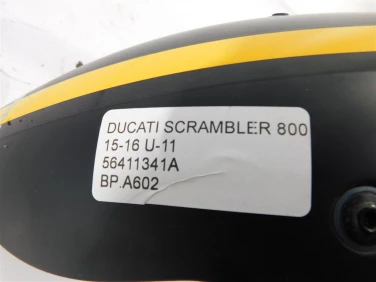 DUCATI SCRAMBLER 800
15-16 U-11
56411341A
BP.A602